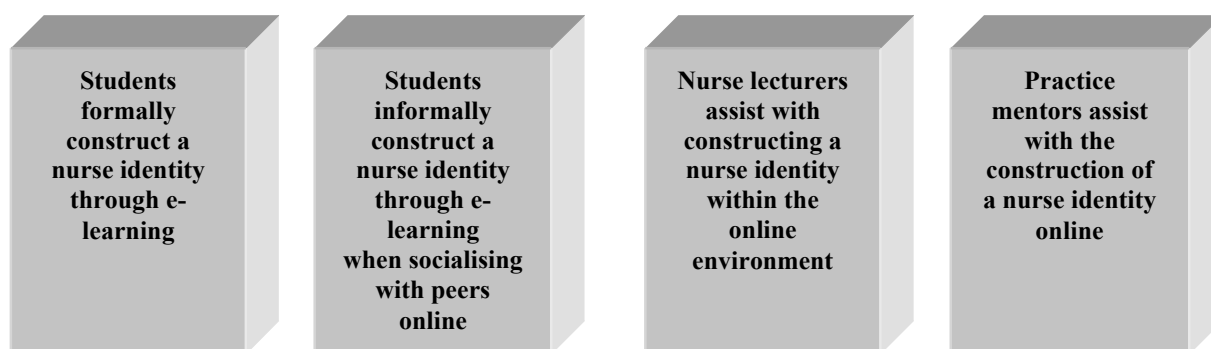 Students
formally
construct a
nurse identity
through e-
learning
Students
informally
construct a
nurse identity
through e-
learning
when socialising
with peers
online
Nurse lecturers
assist with
constructing a
nurse identity
within the
online
environment
Practice
mentors assist
with the
construction of
a nurse identity
online